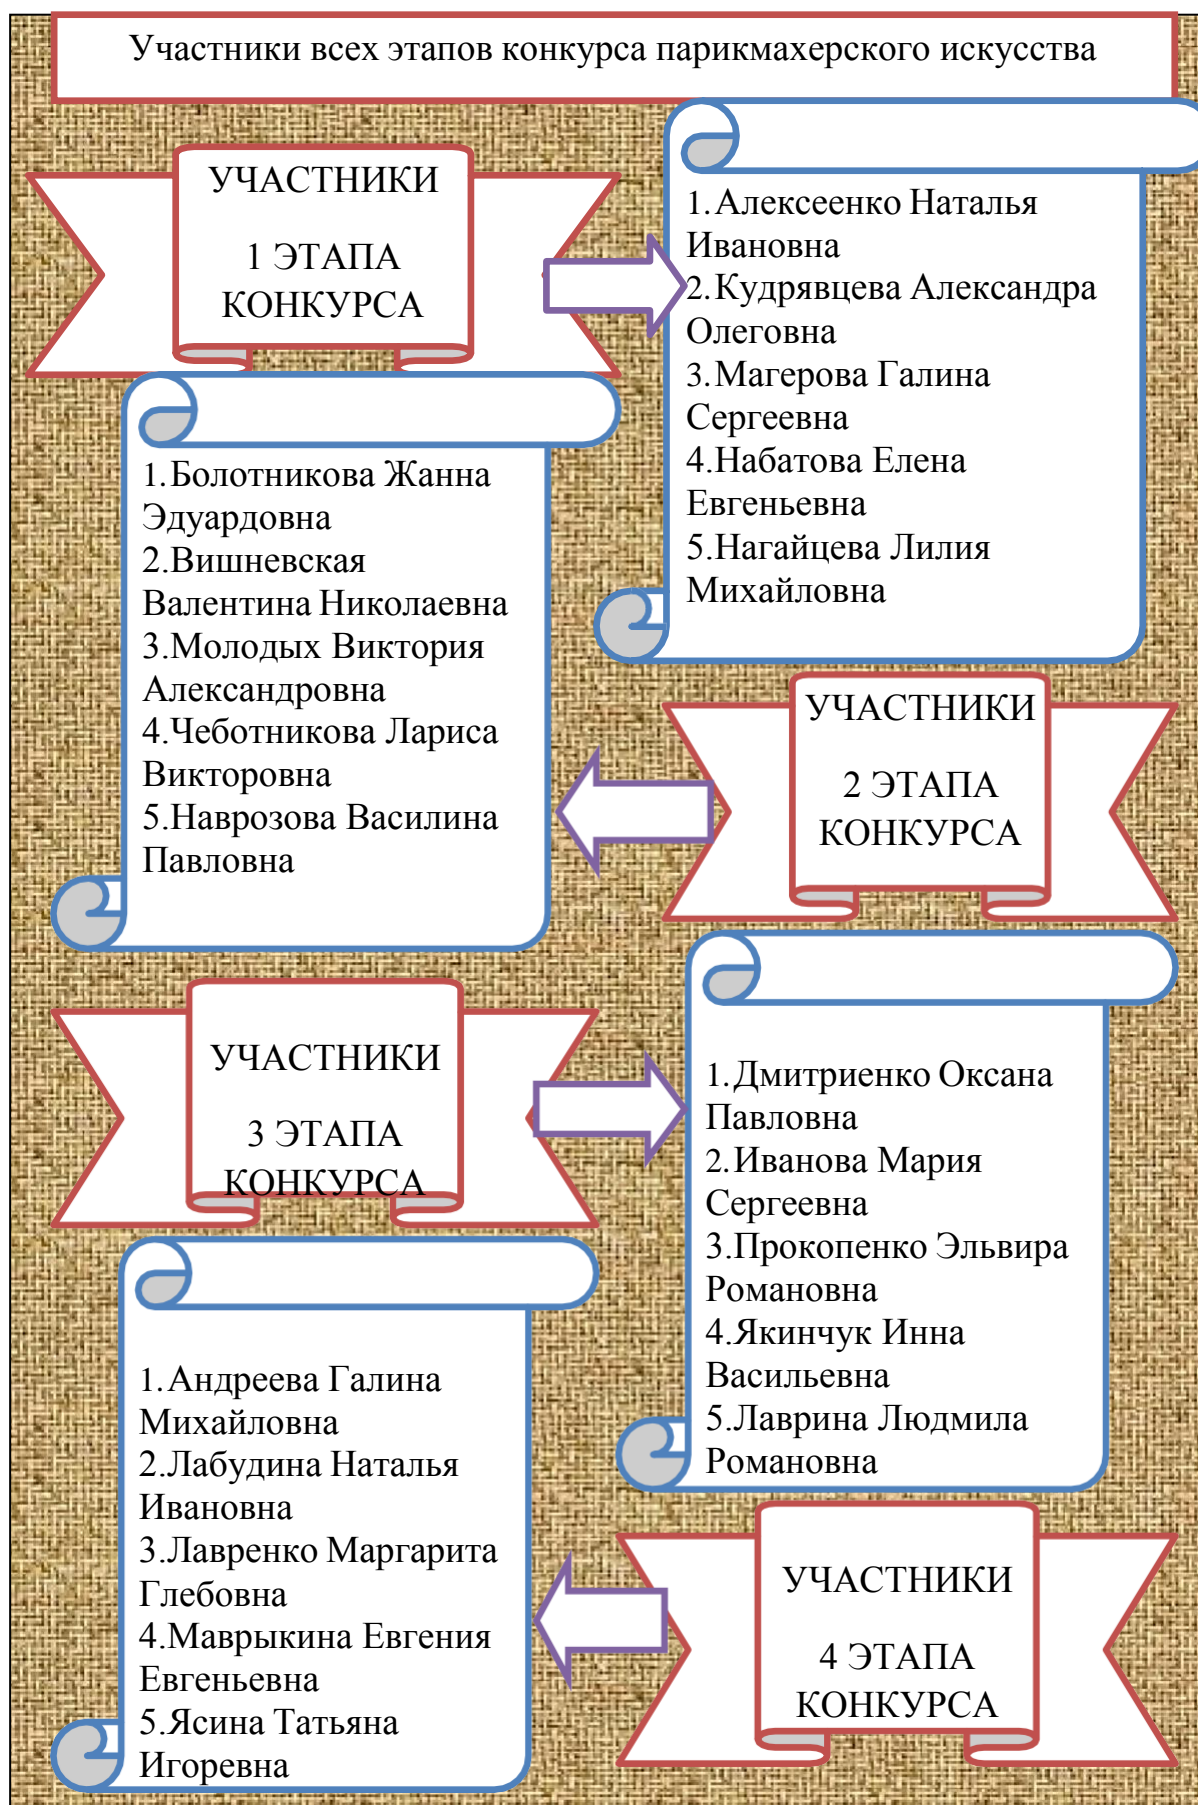 Участники всех этапов конкурса парикмахерского искусства
УЧАСТНИКИ
1 ЭТАПА
КОНКУРСА
1.Алексеенко Наталья
Ивановна
2.Кудрявцева Александра
Олеговна
3.Магерова Галина
Сергеевна
4.Набатова Елена
Евгеньевна
5.Нагайцева Лилия
Михайловна
УЧАСТНИКИ
2 ЭТАПА
КОНКУРСА
1.Болотникова Жанна
Эдуардовна
2.Вишневская
Валентина Николаевна
3.Молодых Виктория
Александровна
4.Чеботникова Лариса
Викторовна
5.Наврозова Василина
Павловна
УЧАСТНИКИ
3 ЭТАПА
КОНКУРСА
1.Дмитриенко Оксана
Павловна
2.Иванова Мария
Сергеевна
3.Прокопенко Эльвира
Романовна
4.Якинчук Инна
Васильевна
5.Лаврина Людмила
Романовна
УЧАСТНИКИ
4 ЭТАПА
КОНКУРСА
1.Андреева Галина
Михайловна
2.Лабудина Наталья
Ивановна
3.Лавренко Маргарита
Глебовна
4.Маврыкина Евгения
Евгеньевна
5.Ясина Татьяна
Игоревна